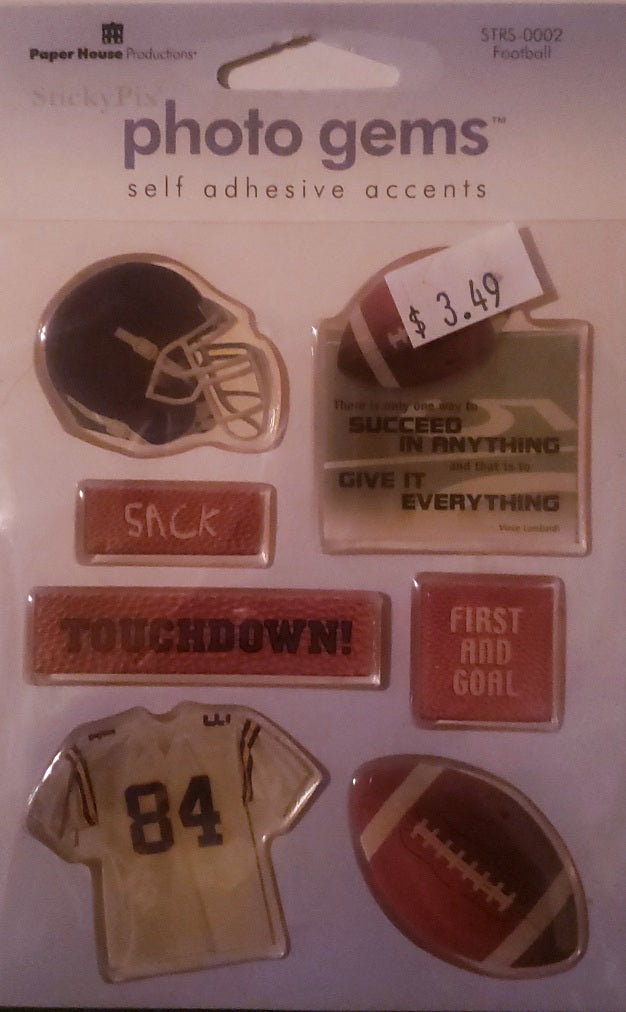 Paper House Productions®
STRS-0002
Football
StickyPix
photo gems™
self adhesive accents
$ 3.49
There is only one way to
SUCCEED
IN ANYTHING
and that is to
GIVE IT
EVERYTHING
Vince Lombardi
SACK
TOUCHDOWN!
FIRST
AND
GOAL
84